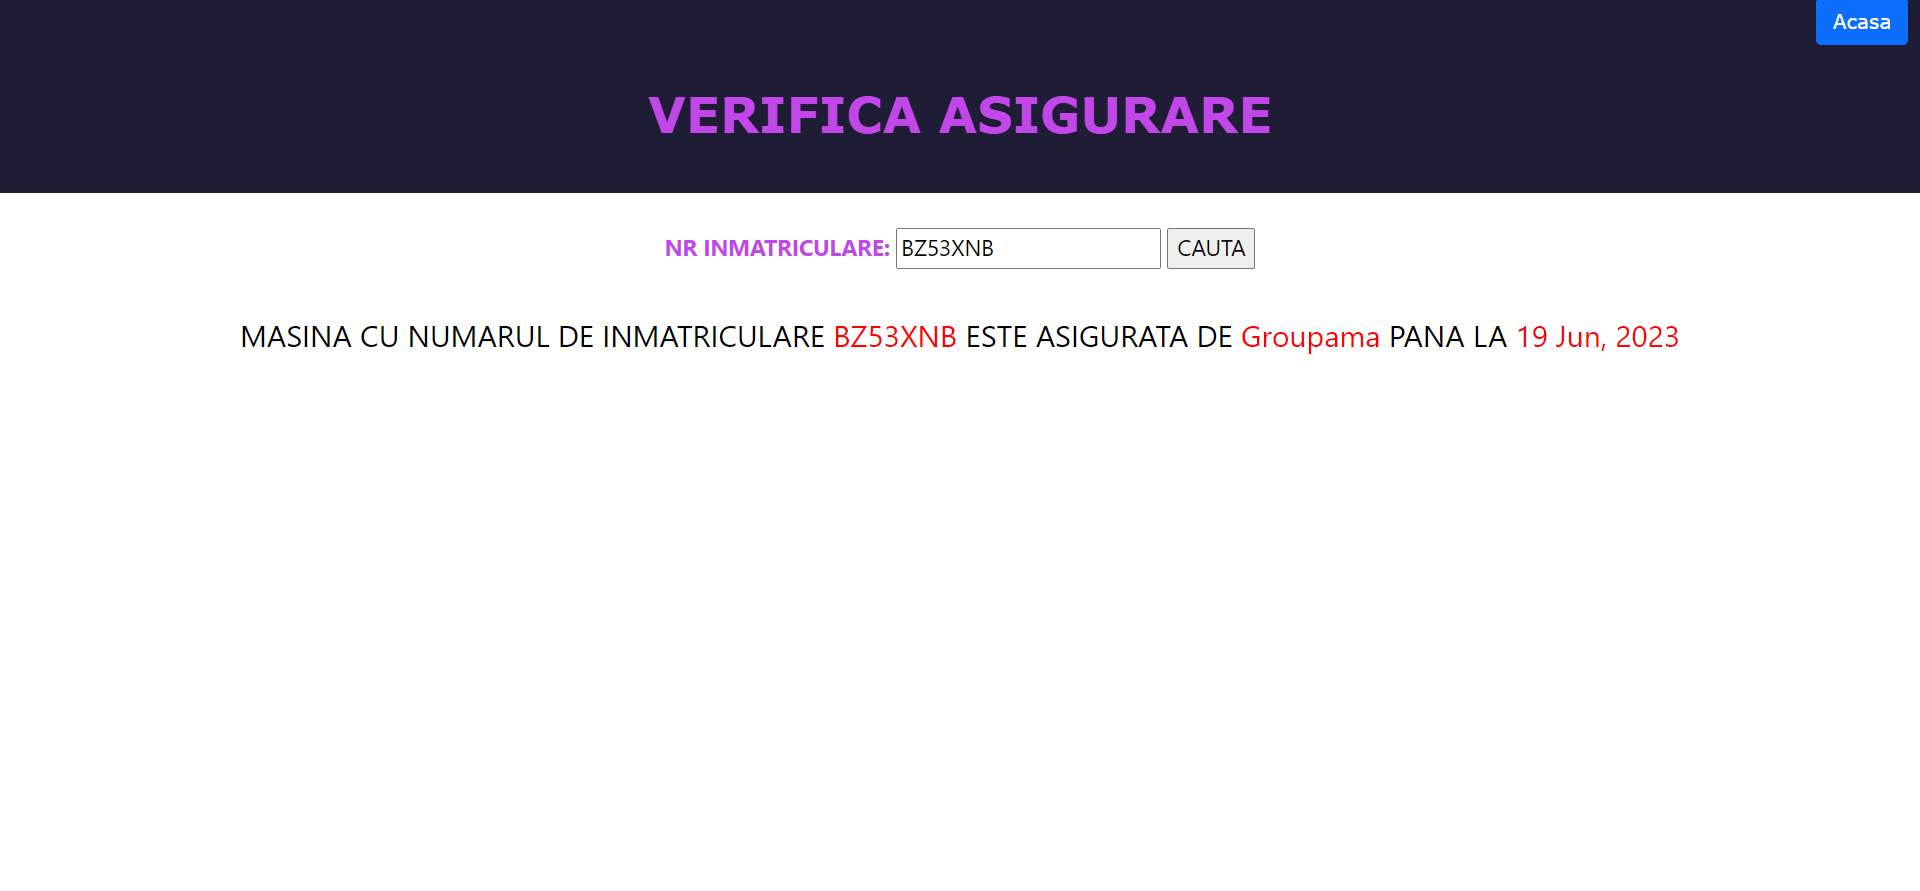 Acasa
VERIFICA ASIGURARE
NR INMATRICULARE: BZ53XNB CAUTA
MASINA CU NUMARUL DE INMATRICULARE BZ53XNB ESTE ASIGURATA DE Groupama PANA LA 19 Jun, 2023